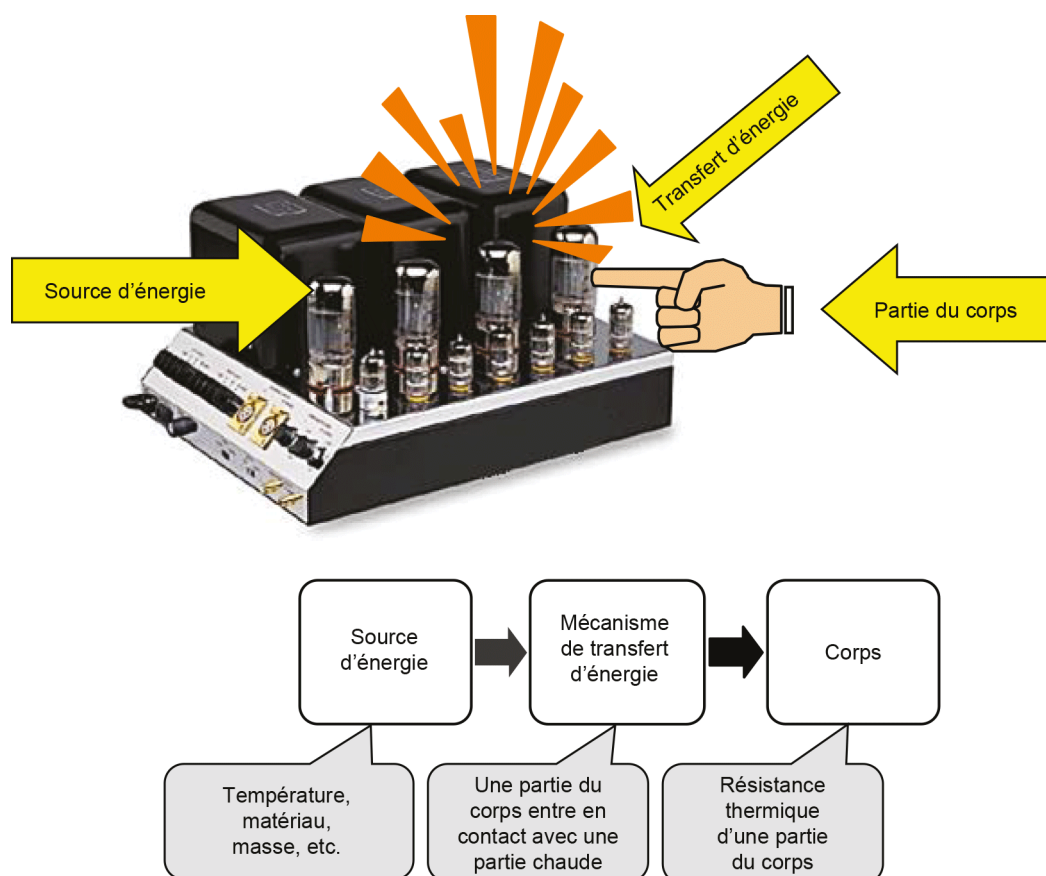 Transfert d’énergie
Source d’énergie
Partie du corps
Source
d’énergie
Mécanisme
de transfert
d’énergie
Corps
Température,
matériau,
masse, etc.
Une partie du
corps entre en
contact avec une
partie chaude
Résistance
thermique
d’une partie
du corps